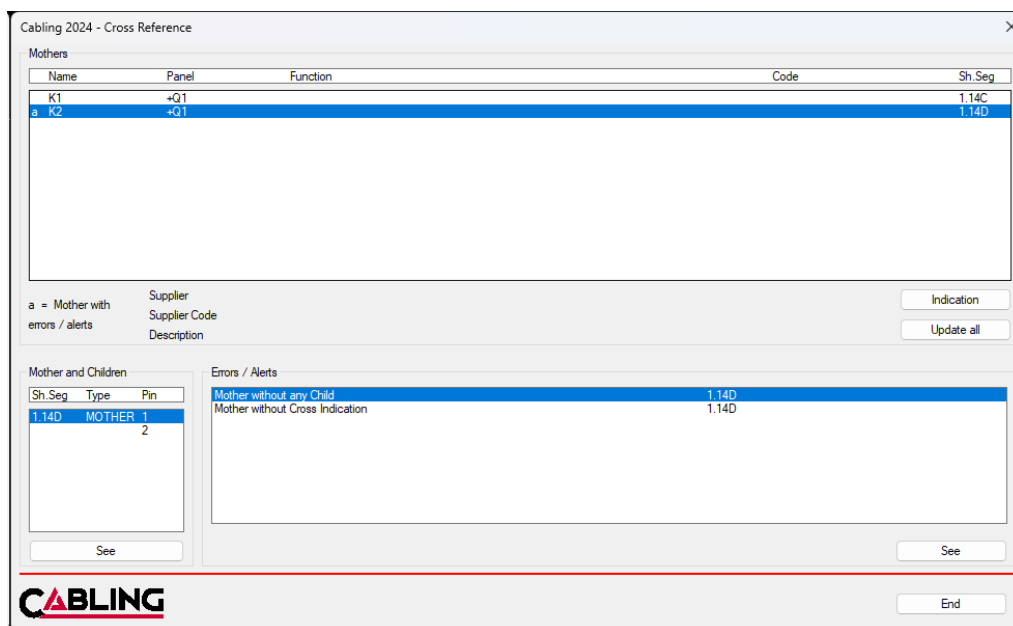 Cabling 2024 - Cross Reference
Mothers
Name Panel Function Code Sh.Seg
K1 +Q1 1.14C
a K2 +Q1 1.14D
a = Mother with
errors / alerts
Supplier
Supplier Code
Description
Indication
Update all
Mother and Children
Sh.Seg Type Pin
1.14D MOTHER 1
2
See
Errors / Alerts
Mother without any Child 1.14D
Mother without Cross Indication 1.14D
See
CABLING
End